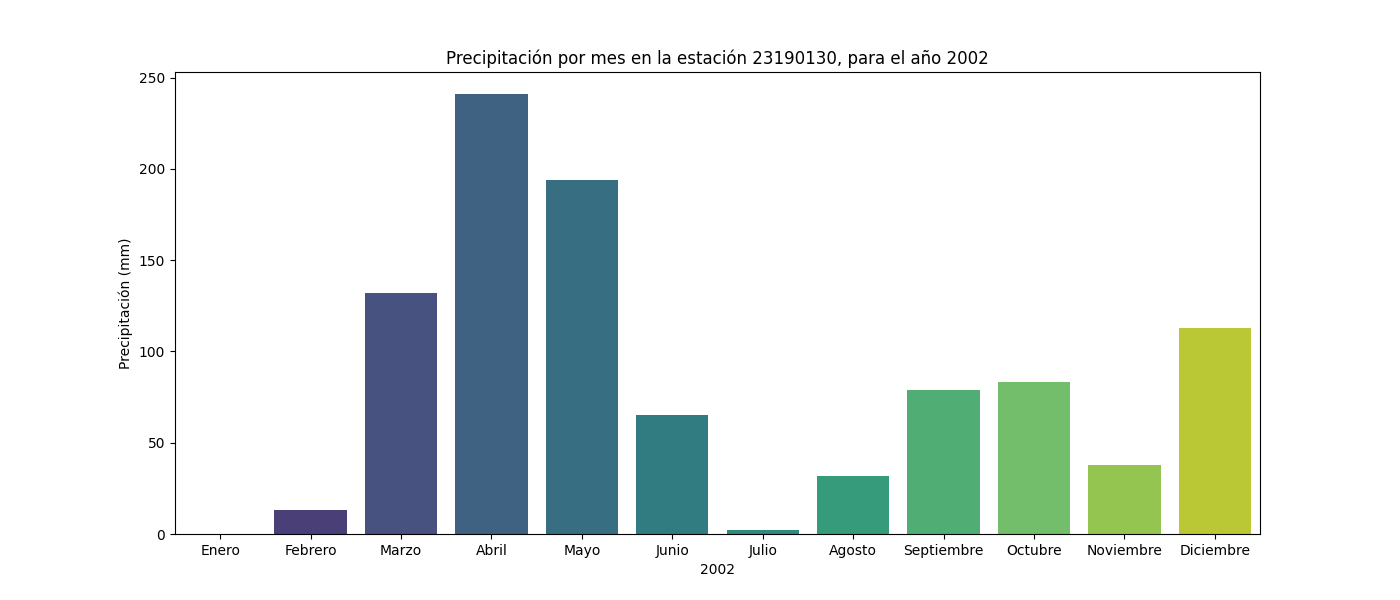 Precipitación por mes en la estación 23190130, para el año 2002
Precipitación (mm)
250
200
150
100
50
0
Enero Febrero Marzo Abril Mayo Junio Julio Agosto Septiembre Octubre Noviembre Diciembre
2002